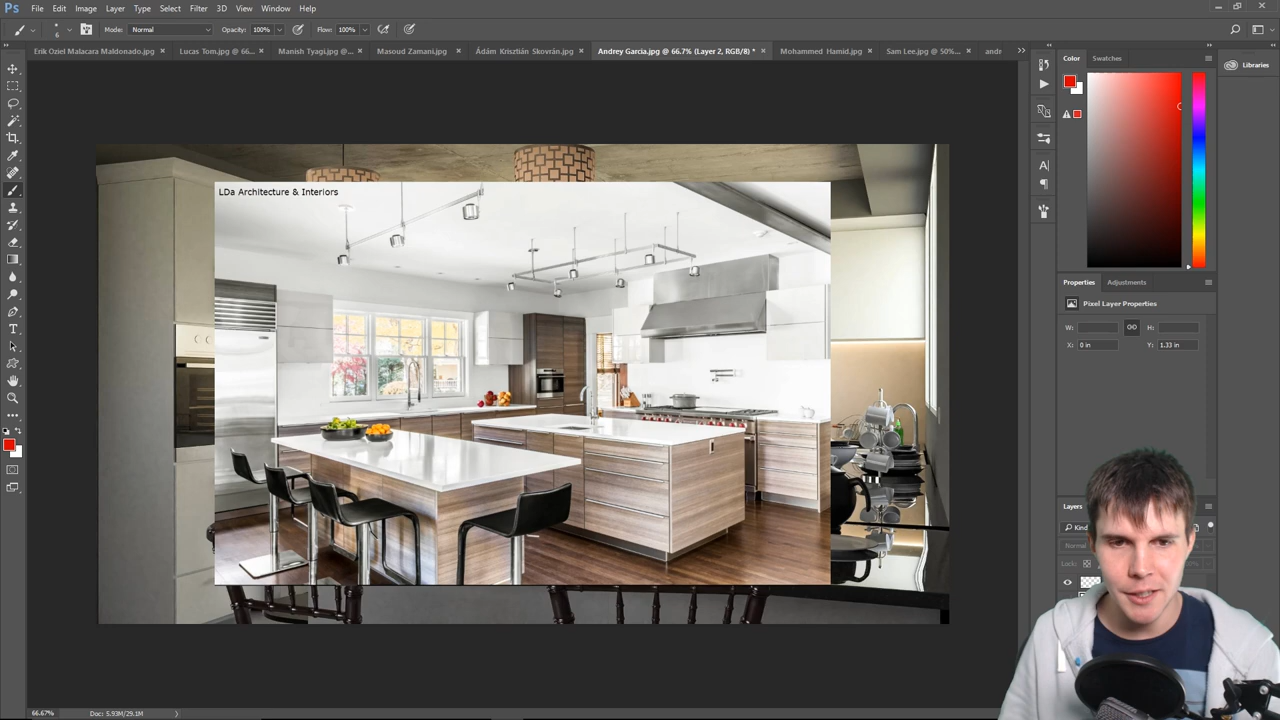 Ps File Edit Image Layer Type Select Filter 3D View Window Help
6 Mode: Normal Opacity: 100% Flow: 100%
Erik Oziel Malacara Maldonado.jpg Lucas Tom.jpg @ 66... Manish Tyagi.jpg @... Masoud Zamani.jpg Ádám Krisztián Skovrán.jpg Andrey Garcia.jpg @ 66.7% (Layer 2, RGB/8) * Mohammed Hamid.jpg Sam Lee.jpg @ 50%... andr
Color Swatches
Libraries
LDa Architecture & Interiors
Properties Adjustments
Pixel Layer Properties
W: H:
X: 0 in Y: 1.33 in
Layers
Kind
Normal
Lock:
66.67% Doc: 5.93M/29.1M